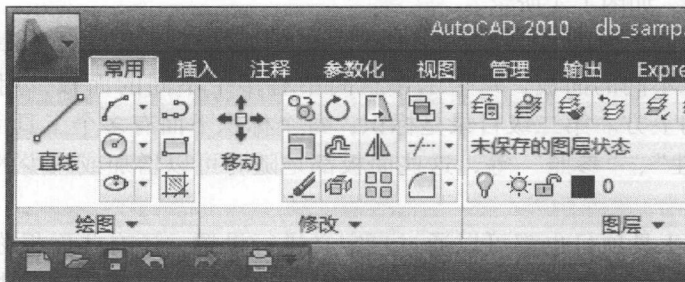 AutoCAD 2010 db_samp.
常用 插入 注释 参数化 视图 管理 输出 Expre
直线
移动
未保存的图层状态
0
绘图
修改
图层